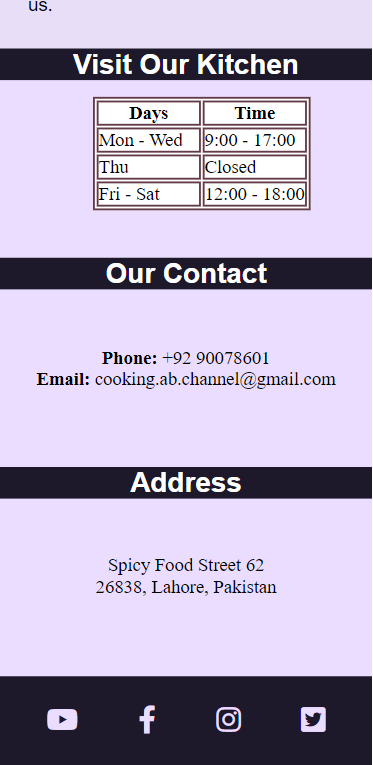 us.
Visit Our Kitchen
Days Time
Mon - Wed 9:00 - 17:00
Thu Closed
Fri - Sat 12:00 - 18:00
Our Contact
Phone: +92 90078601
Email: cooking.ab.channel@gmail.com
Address
Spicy Food Street 62
26838, Lahore, Pakistan